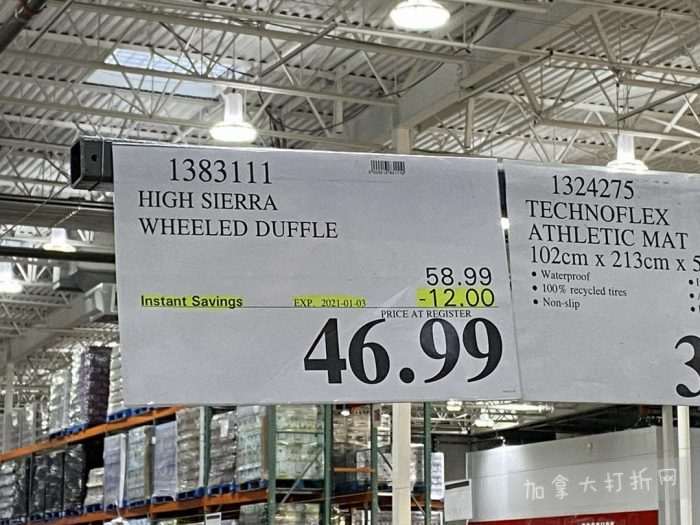 1383111
HIGH SIERRA
WHEELED DUFFLE
58.99
Instant Savings EXP. 2021-01-03 -12.00
PRICE AT REGISTER
46.99
1324275
TECHNOFLEX
ATHLETIC MAT
102cm x 213cm x
• Waterproof
• 100% recycled tires
• Non-slip
3
加拿大打折网